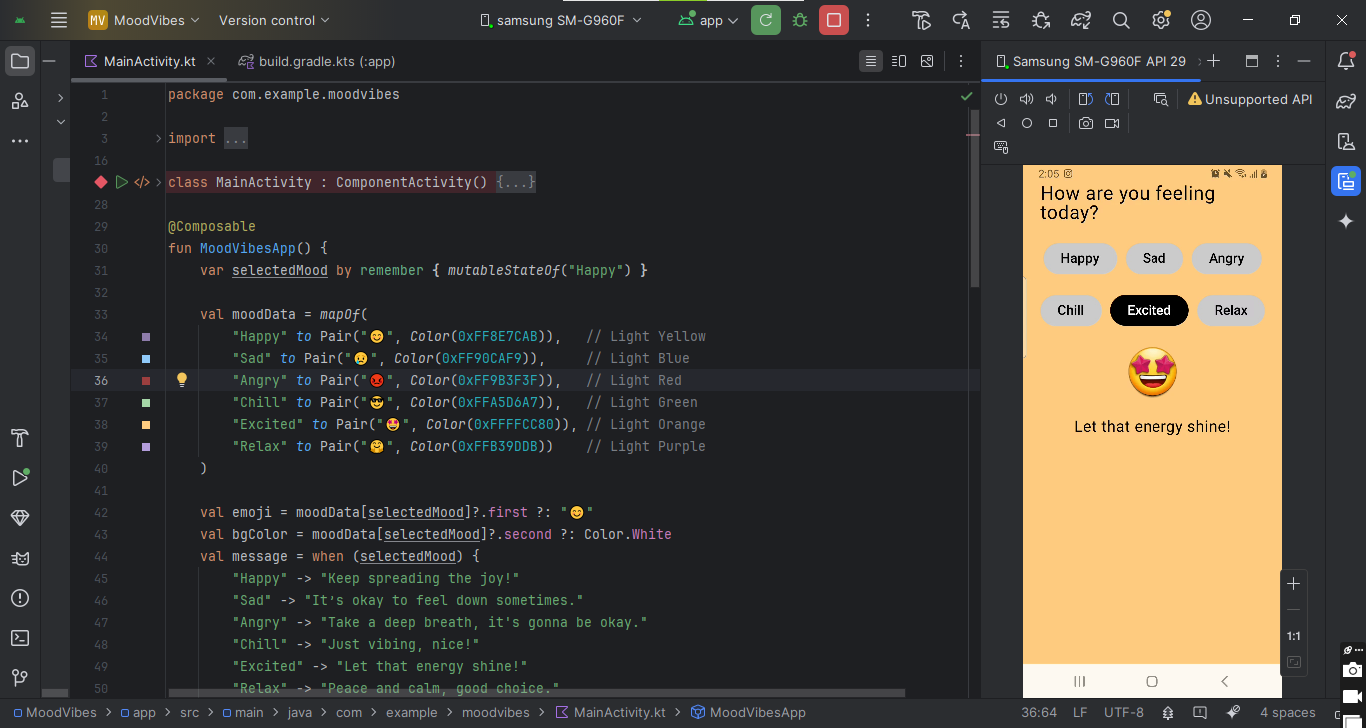 MV MoodVibes Version control samsung SM-G960F app
MainActivity.kt build.gradle.kts (:app) Samsung SM-G960F API 29
1 package com.example.moodvibes
2
3 import ...
16
class MainActivity : ComponentActivity() {...}
28
29 @Composable
30 fun MoodVibesApp() {
31 var selectedMood by remember { mutableStateOf("Happy") }
32
33 val moodData = mapOf(
34 "Happy" to Pair("😊", Color(0xFF8E7CAB)), // Light Yellow
35 "Sad" to Pair("😢", Color(0xFF90CAF9)), // Light Blue
36 "Angry" to Pair("😡", Color(0xFF9B3F3F)), // Light Red
37 "Chill" to Pair("😎", Color(0xFFA5D6A7)), // Light Green
38 "Excited" to Pair("🤩", Color(0xFFFFCC80)), // Light Orange
39 "Relax" to Pair("🤗", Color(0xFFB39DDB)) // Light Purple
40 )
41
42 val emoji = moodData[selectedMood]?.first ?: "😊"
43 val bgColor = moodData[selectedMood]?.second ?: Color.White
44 val message = when (selectedMood) {
45 "Happy" -> "Keep spreading the joy!"
46 "Sad" -> "It’s okay to feel down sometimes."
47 "Angry" -> "Take a deep breath, it's gonna be okay."
48 "Chill" -> "Just vibing, nice!"
49 "Excited" -> "Let that energy shine!"
50 "Relax" -> "Peace and calm, good choice."
Unsupported API
2:05
How are you feeling
today?
Happy Sad Angry
Chill Excited Relax
Let that energy shine!
1:1
MoodVibes > app > src > main > java > com > example > moodvibes > MainActivity.kt > MoodVibesApp 36:64 LF UTF-8 4 spaces